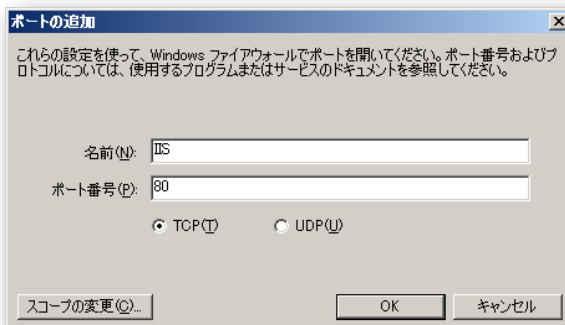 ポートの追加
これらの設定を使って、Windows ファイアウォールでポートを開いてください。ポート番号およびプ
ロトコルについては、使用するプログラムまたはサービスのドキュメントを参照してください。
名前(N): IIS
ポート番号(P): 80
TCP(T) UDP(U)
スコープの変更(C)... OK キャンセル